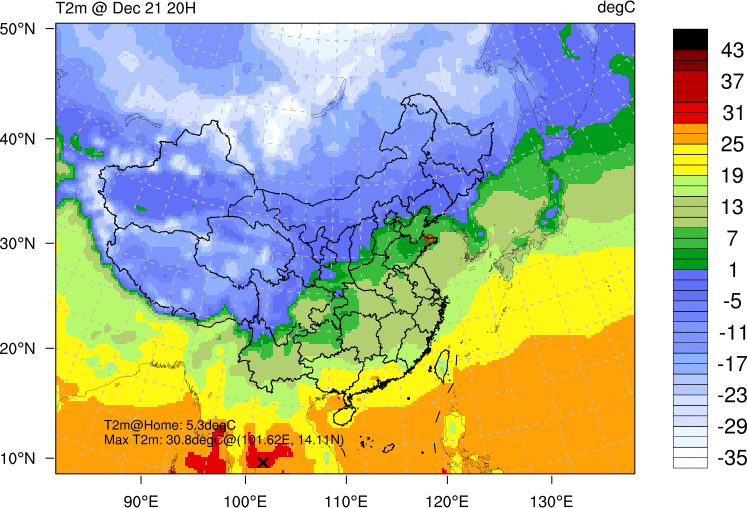 T2m @ Dec 21 20H
degC
50°N
40°N
30°N
20°N
10°N
T2m@Home: 5.3degC
Max T2m: 30.8degC@(101.62E, 14.11N)
90°E
100°E
110°E
120°E
130°E
43
37
31
25
19
13
7
1
-5
-11
-17
-23
-29
-35